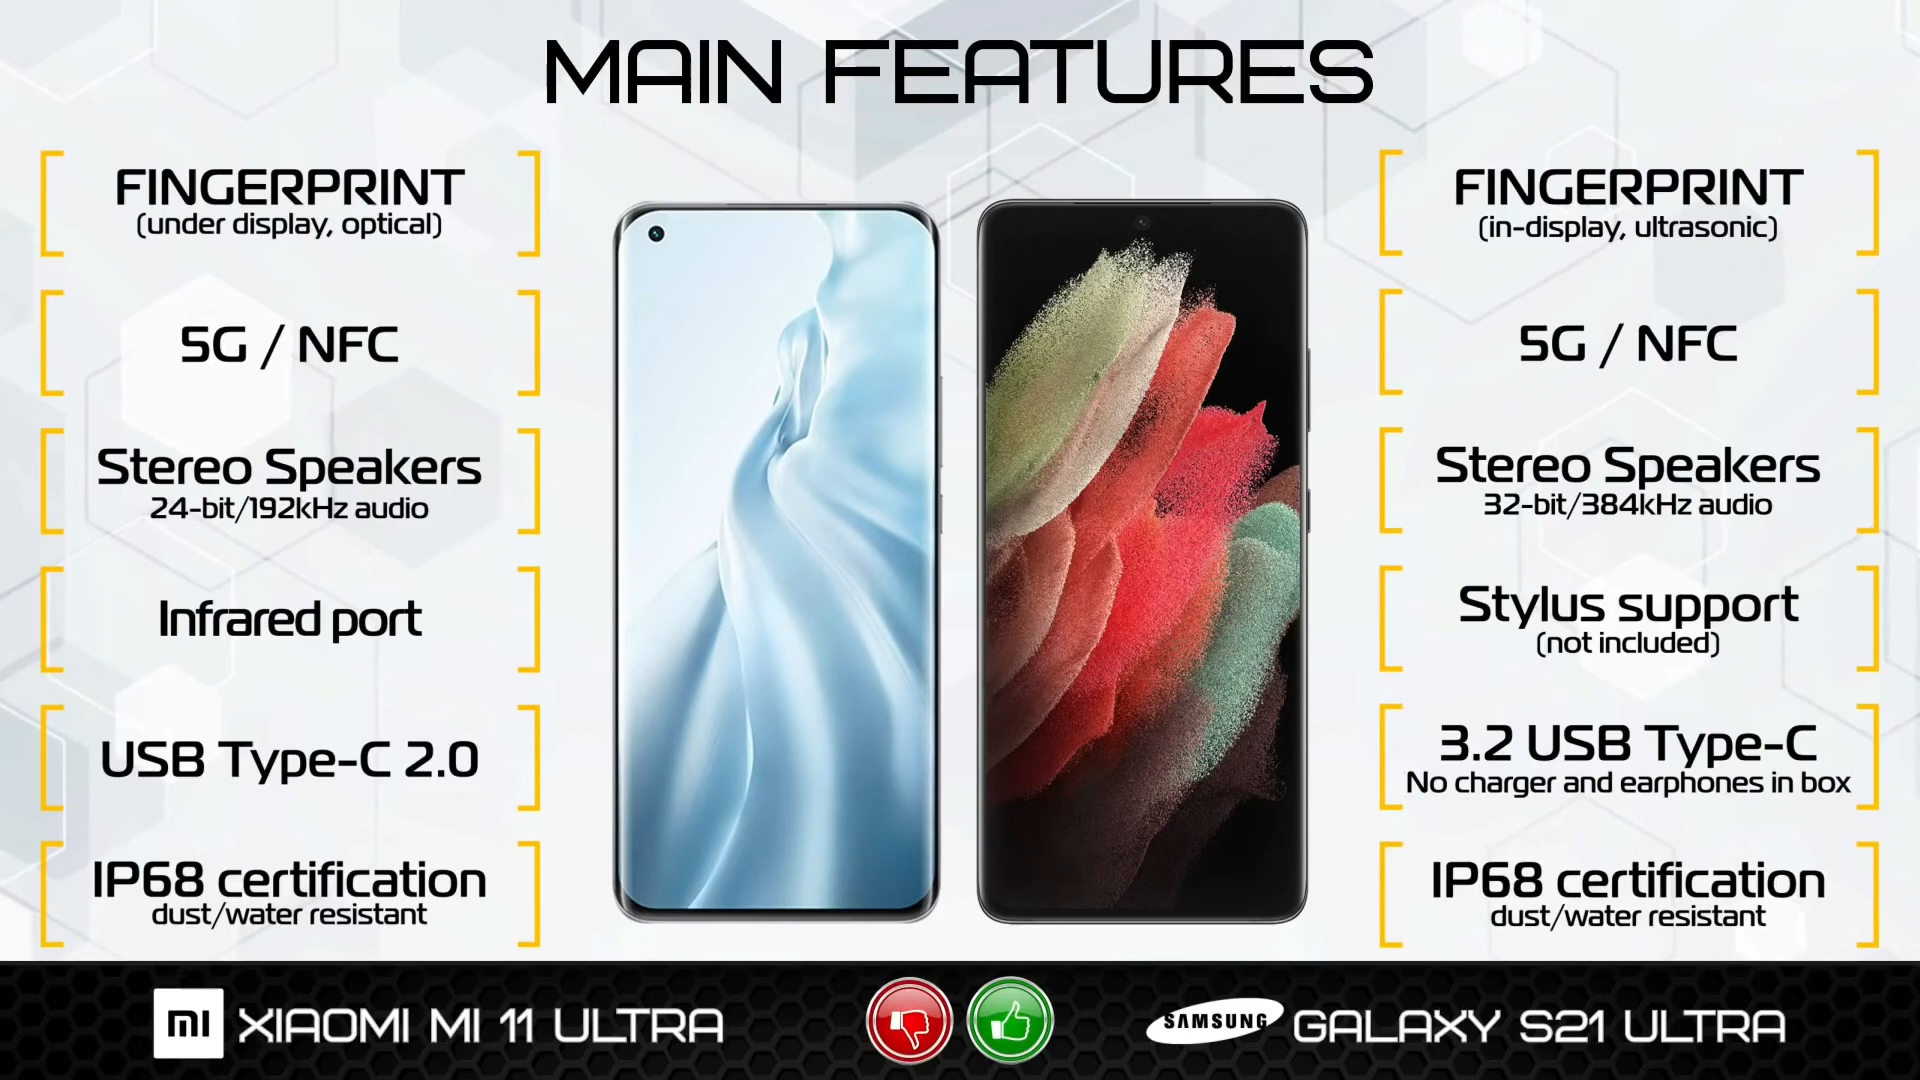 MAIN FEATURES
FINGERPRINT
(under display, optical)
5G / NFC
Stereo Speakers
24-bit/192kHz audio
Infrared port
USB Type-C 2.0
IP68 certification
dust/water resistant
FINGERPRINT
(in-display, ultrasonic)
5G / NFC
Stereo Speakers
32-bit/384kHz audio
Stylus support
(not included)
3.2 USB Type-C
No charger and earphones in box
IP68 certification
dust/water resistant
MI XIAOMI MI 11 ULTRA
SAMSUNG GALAXY S21 ULTRA